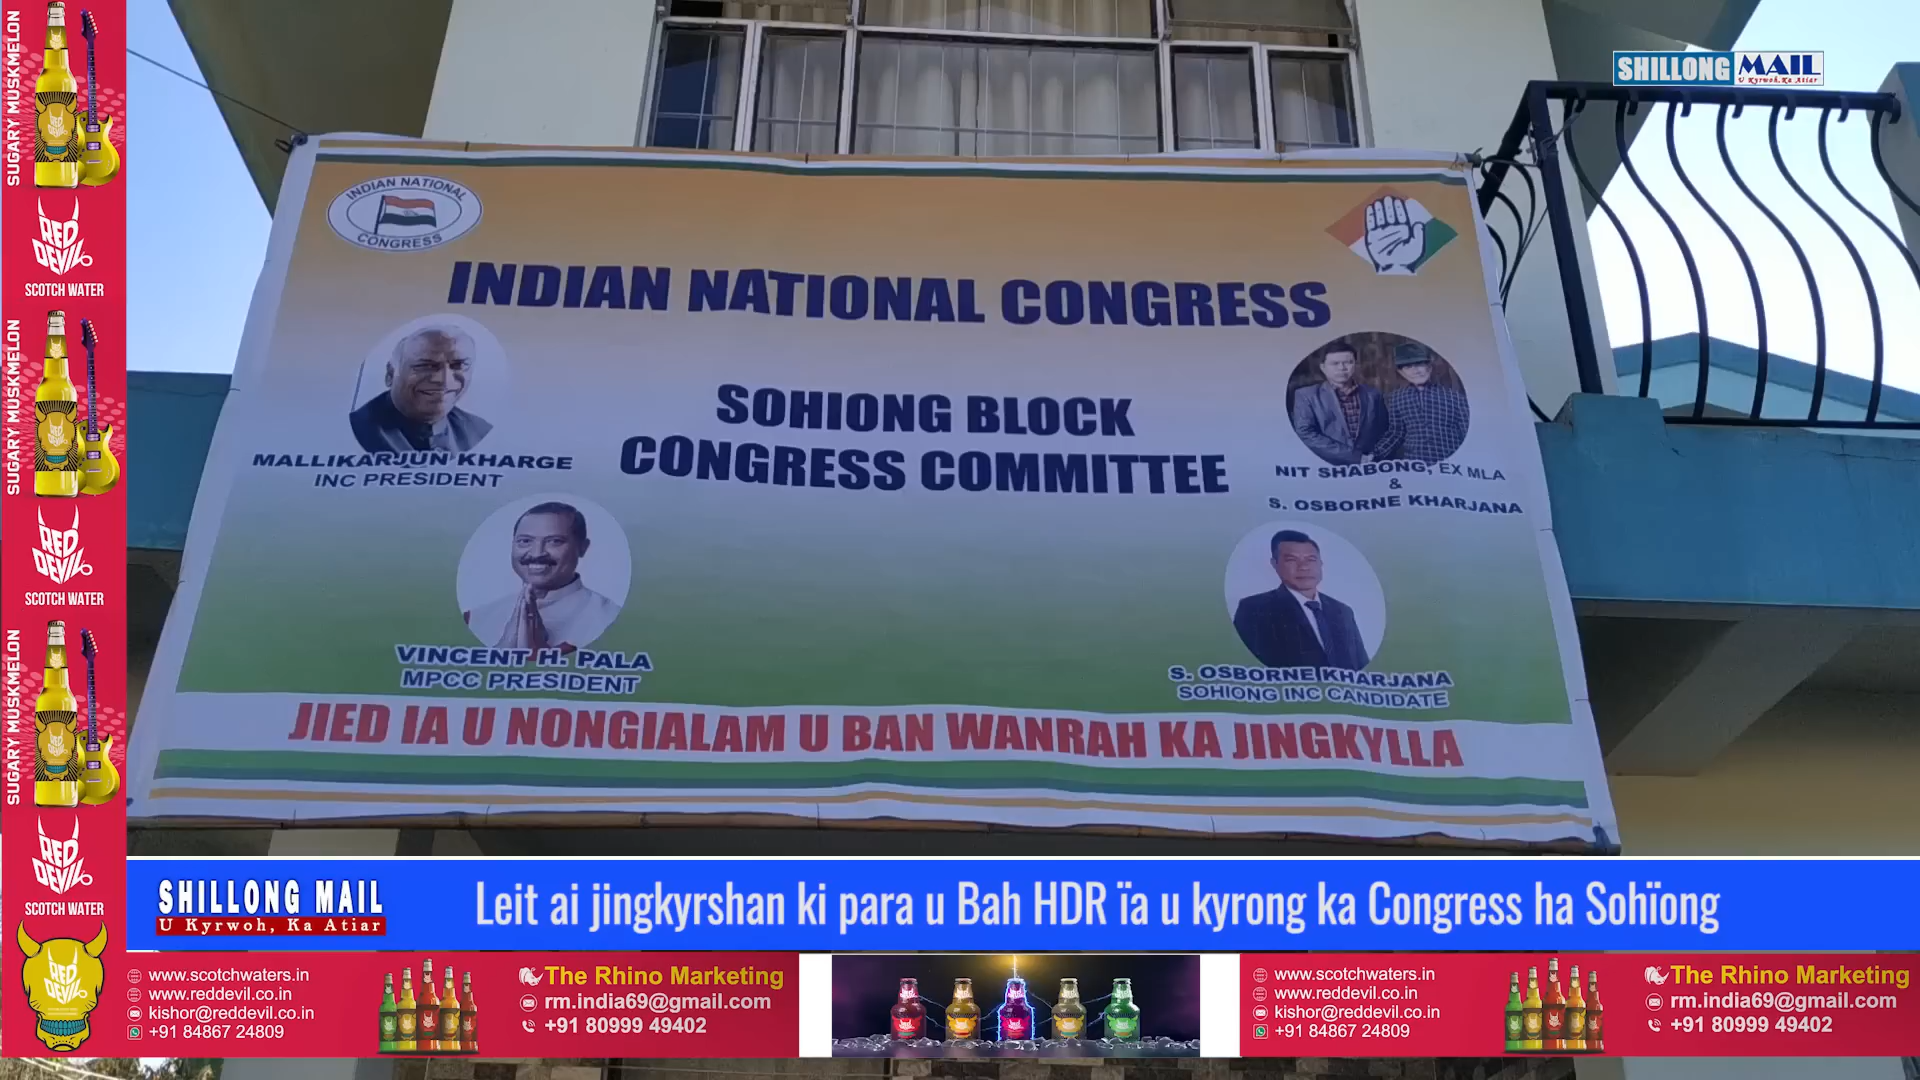 SHILLONG MAIL
U Kyrwoh, Ka Atiar
INDIAN NATIONAL
CONGRESS
INDIAN NATIONAL CONGRESS
SOHIONG BLOCK
CONGRESS COMMITTEE
MALLIKARJUN KHARGE
INC PRESIDENT
NIT SHABONG, EX MLA
&
S. OSBORNE KHARJANA
VINCENT H. PALA
MPCC PRESIDENT
S. OSBORNE KHARJANA
SOHIONG INC CANDIDATE
JIED IA U NONGIALAM U BAN WANRAH KA JINGKYLLA
SHILLONG MAIL
U Kyrwoh, Ka Atiar
Leit ai jingkyrshan ki para u Bah HDR ïa u kyrong ka Congress ha Sohïong
SUGARY MUSKMELON
RED
DEVIL
SCOTCH WATER
SUGARY MUSKMELON
RED
DEVIL
SCOTCH WATER
SUGARY MUSKMELON
RED
DEVIL
SCOTCH WATER
RED
DEVIL
www.scotchwaters.in
www.reddevil.co.in
kishor@reddevil.co.in
+91 84867 24809
The Rhino Marketing
rm.india69@gmail.com
+91 80999 49402
www.scotchwaters.in
www.reddevil.co.in
kishor@reddevil.co.in
+91 84867 24809
The Rhino Marketing
rm.india69@gmail.com
+91 80999 49402